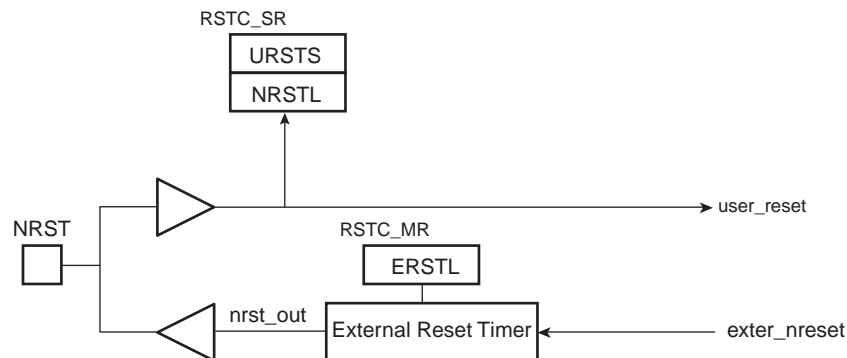 RSTC_SR
URSTS
NRSTL
user_reset
NRST
RSTC_MR
ERSTL
nrst_out
External Reset Timer
exter_nreset